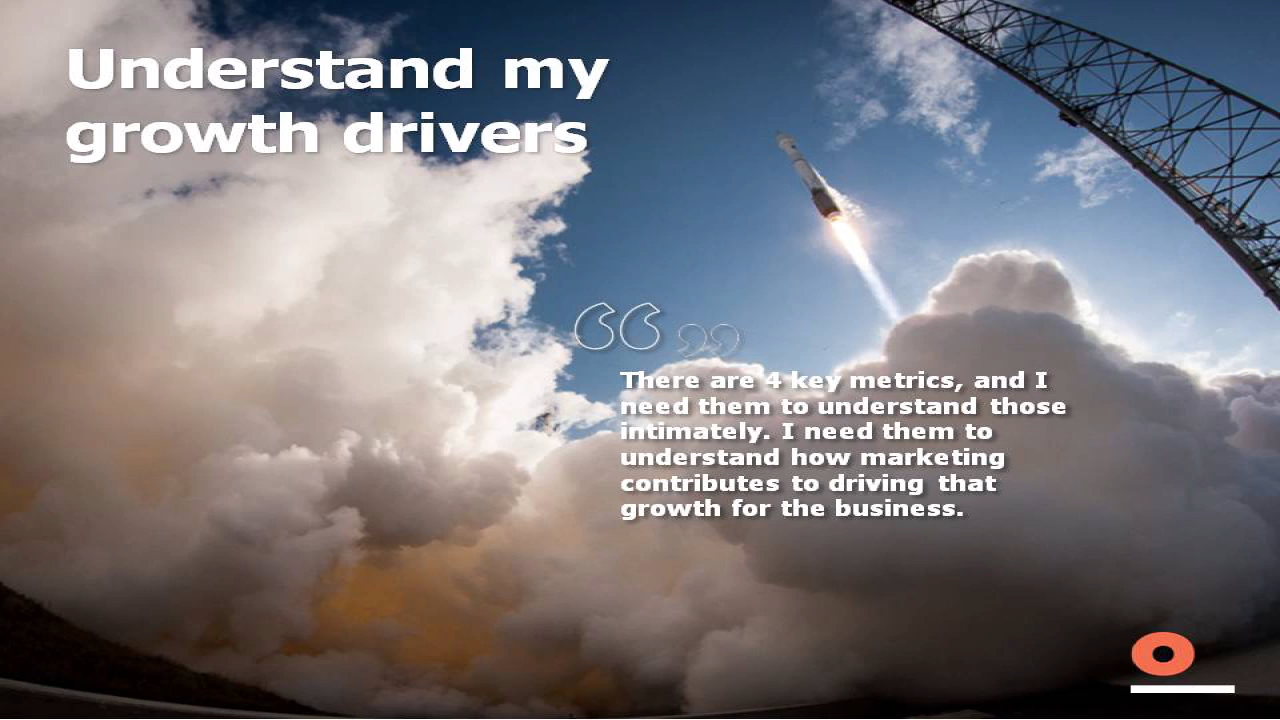 Understand my
growth drivers
“ ”
There are 4 key metrics, and I
need them to understand those
intimately. I need them to
understand how marketing
contributes to driving that
growth for the business.